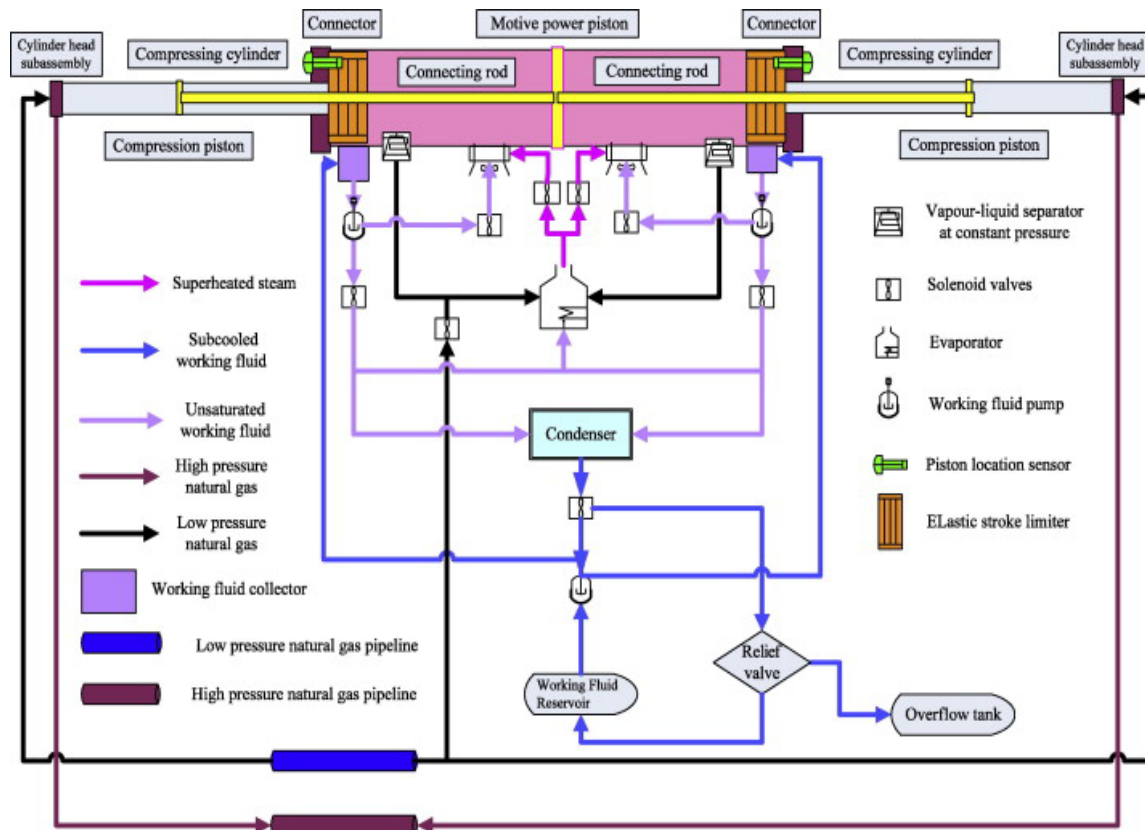 Connector
Motive power piston
Connector
Cylinder head
subassembly
Compressing cylinder
Connecting rod
Connecting rod
Compressing cylinder
Cylinder head
subassembly
Compression piston
Compression piston
Superheated steam
Subcooled
working fluid
Unsaturated
working fluid
High pressure
natural gas
Low pressure
natural gas
Working fluid collector
Low pressure natural gas pipeline
High pressure natural gas pipeline
Vapour-liquid separator
at constant pressure
Solenoid valves
Evaporator
Working fluid pump
Piston location sensor
ELastic stroke limiter
Condenser
Working Fluid
Reservoir
Relief
valve
Overflow tank